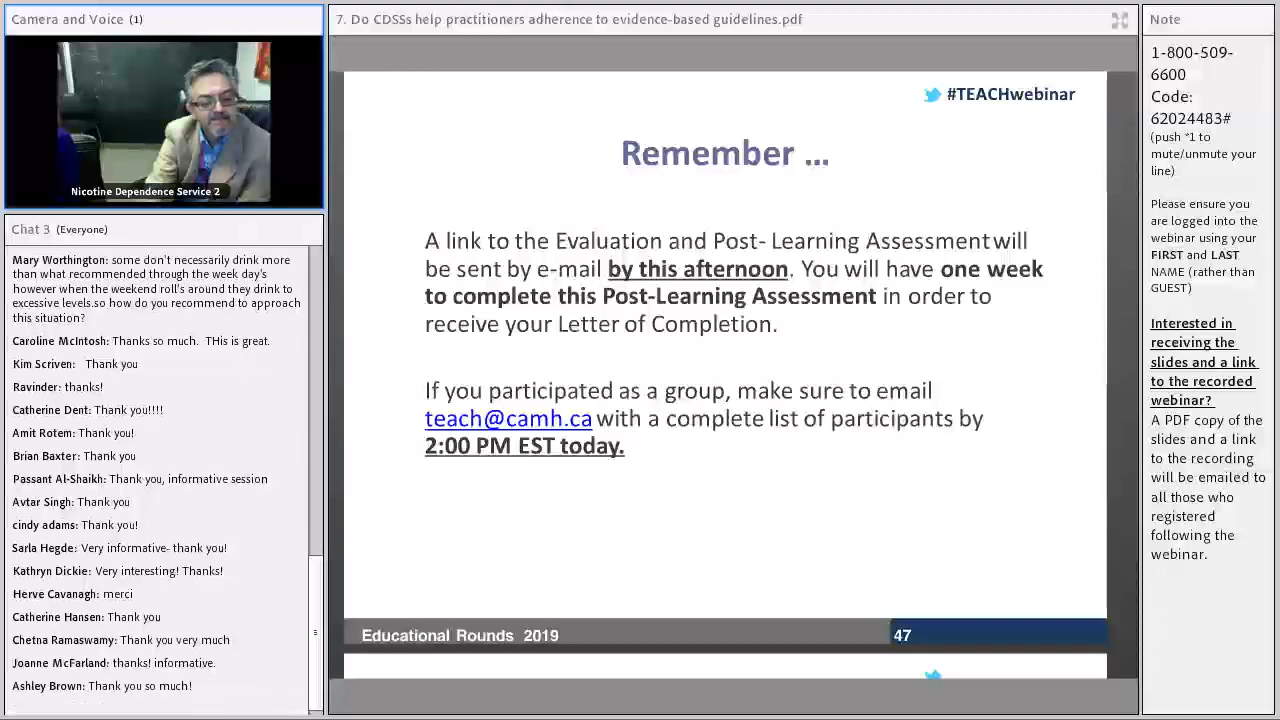 Camera and Voice (1)
Nicotine Dependence Service 2
Chat 3 (Everyone)
Mary Worthington: some don't necessarily drink more
than what recommended through the week day's
however when the weekend roll's around they drink to
excessive levels.so how do you recommend to approach
this situation?
Caroline McIntosh: Thanks so much. THis is great.
Kim Scriven: Thank you
Ravinder: thanks!
Catherine Dent: Thank you!!!!
Amit Rotem: Thank you!
Brian Baxter: Thank you
Passant Al-Shaikh: Thank you, informative session
Avtar Singh: Thank you
cindy adams: Thank you!
Sarla Hegde: Very informative- thank you!
Kathryn Dickie: Very interesting! Thanks!
Herve Cavanagh: merci
Catherine Hansen: Thank you
Chetna Ramaswamy: Thank you very much
Joanne McFarland: thanks! informative.
Ashley Brown: Thank you so much!
7. Do CDSSs help practitioners adherence to evidence-based guidelines.pdf
#TEACHwebinar
Remember ...
A link to the Evaluation and Post- Learning Assessment will
be sent by e-mail by this afternoon. You will have one week
to complete this Post-Learning Assessment in order to
receive your Letter of Completion.
If you participated as a group, make sure to email
teach@camh.ca with a complete list of participants by
2:00 PM EST today.
Educational Rounds 2019
47
Note
1-800-509-
6600
Code:
62024483#
(push *1 to
mute/unmute your
line)
Please ensure you
are logged into the
webinar using your
FIRST and LAST
NAME (rather than
GUEST)
Interested in
receiving the
slides and a link
to the recorded
webinar?
A PDF copy of the
slides and a link
to the recording
will be emailed to
all those who
registered
following the
webinar.